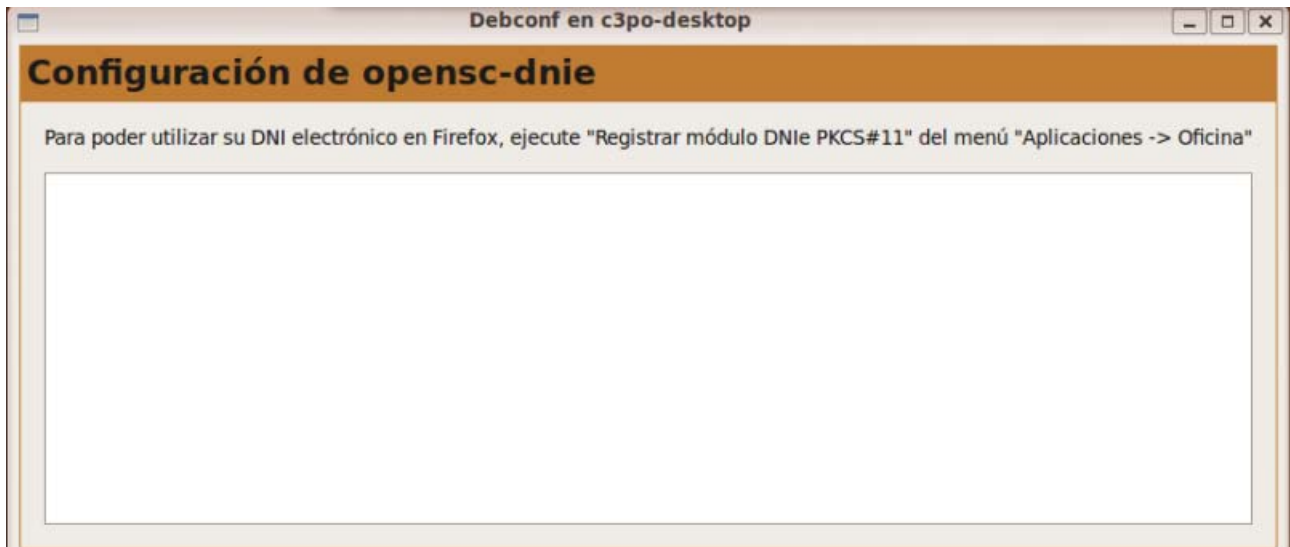 Debconf en c3po-desktop
Configuración de opensc-dnie
Para poder utilizar su DNI electrónico en Firefox, ejecute "Registrar módulo DNIe PKCS#11" del menú "Aplicaciones -> Oficina"